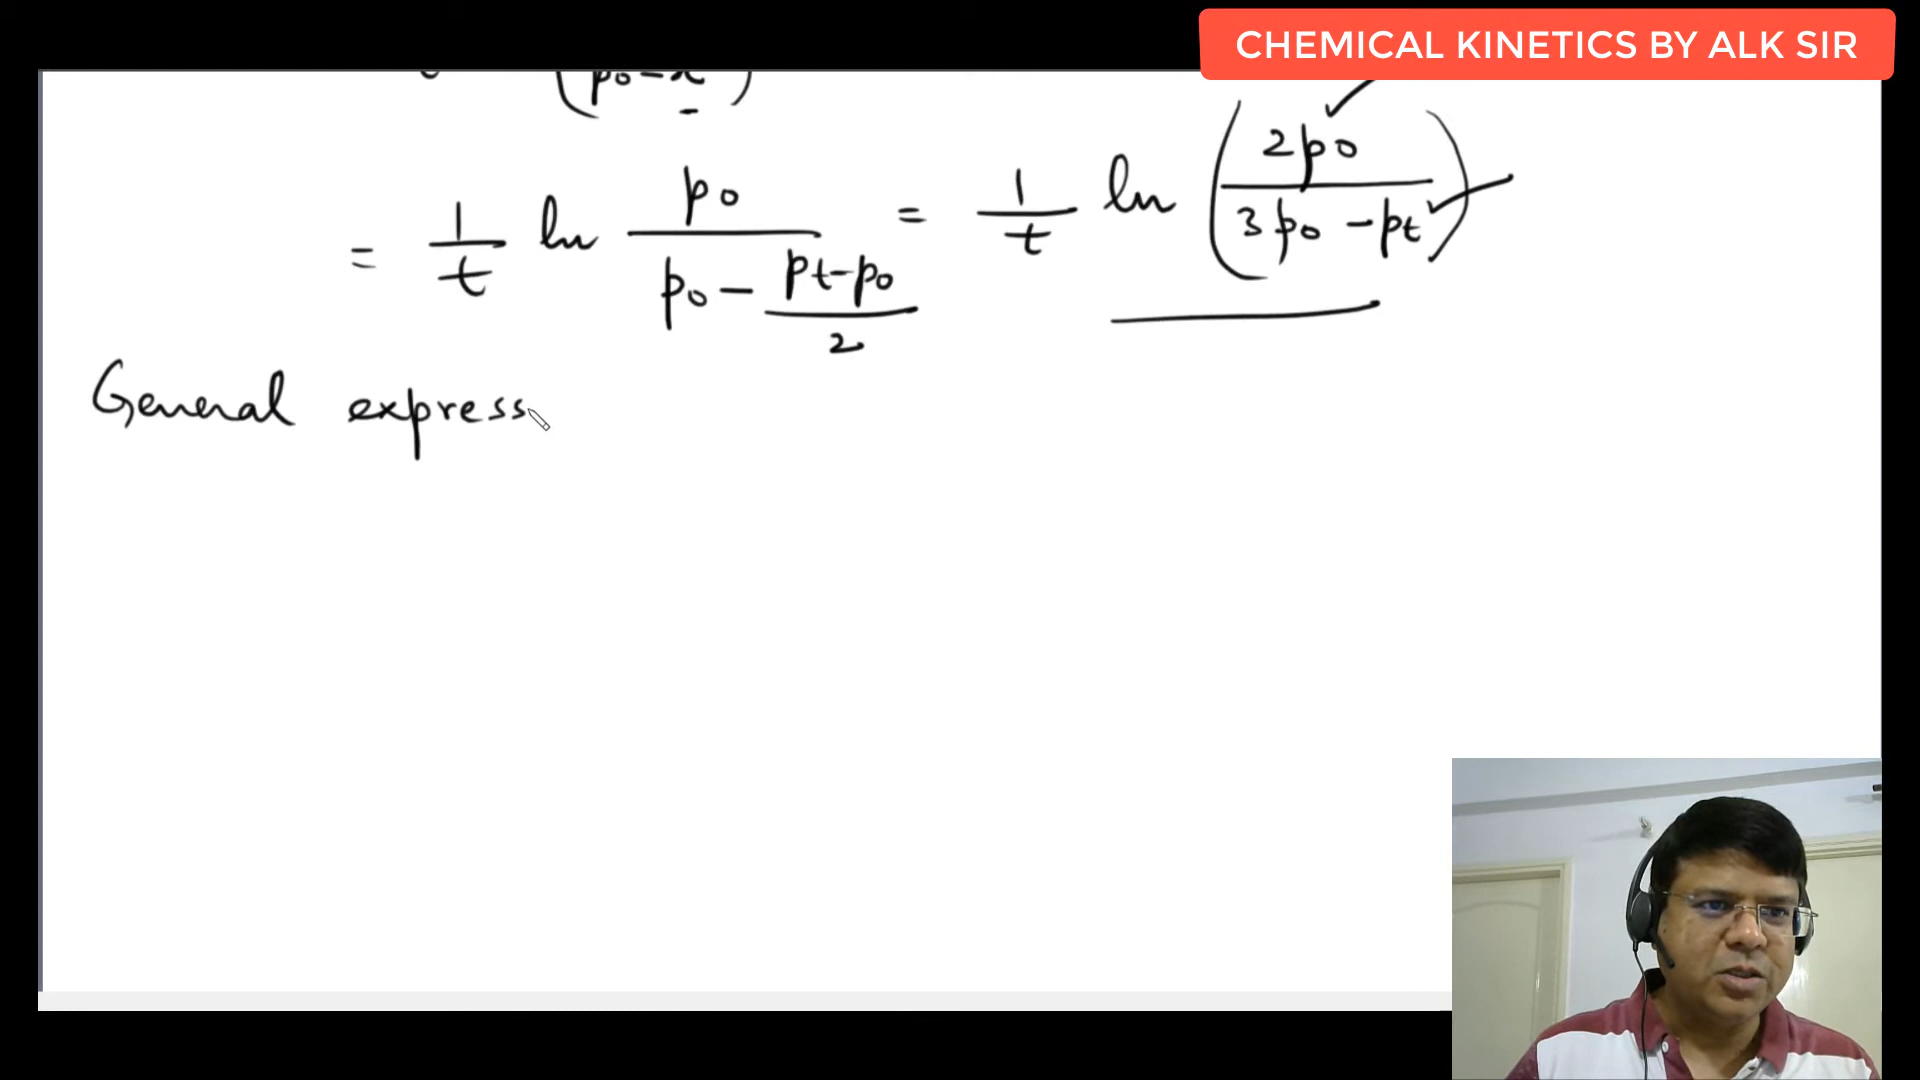 CHEMICAL KINETICS BY ALK SIR
(p0-x)
= 1/t ln p0/(p0 - (pt-p0)/2) = 1/t ln (2p0/(3p0-pt))
General express